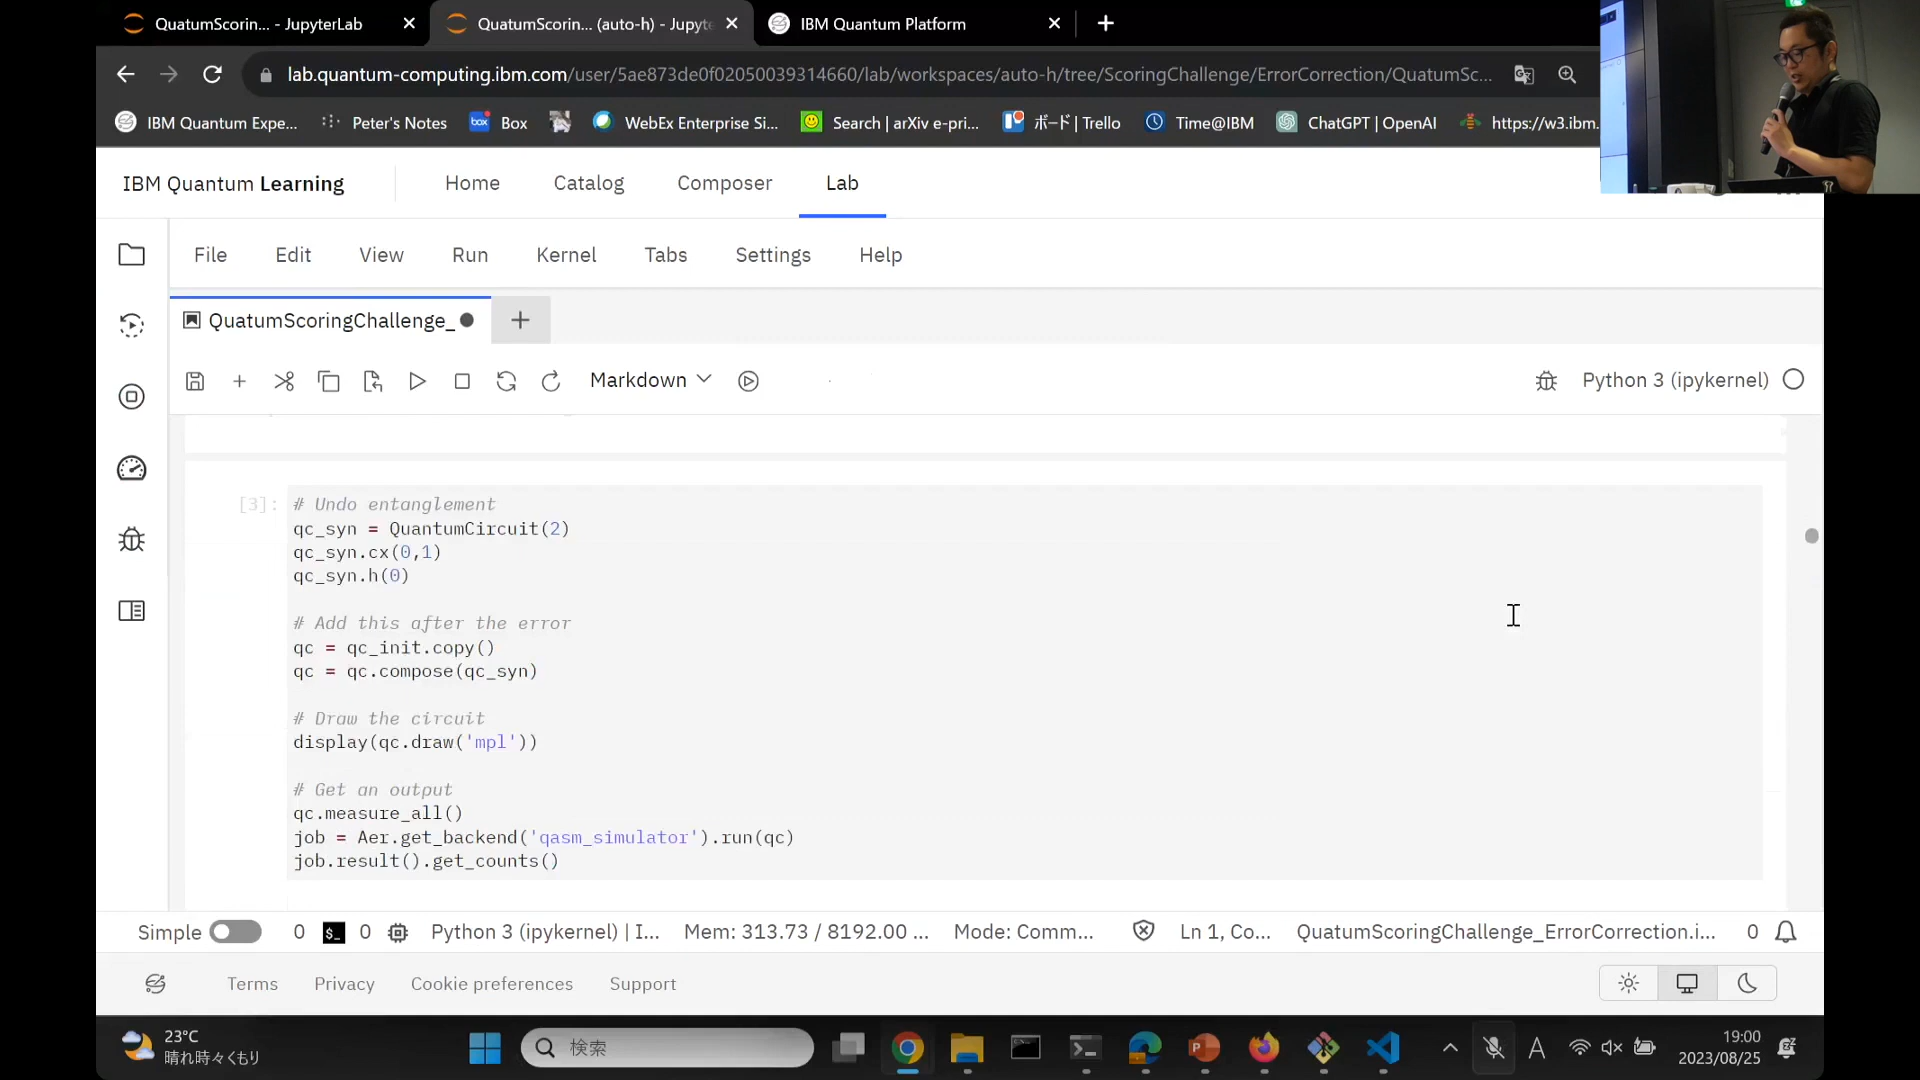 QuatumScorin... - JupyterLab
QuatumScorin... (auto-h) - Jupyte
IBM Quantum Platform
lab.quantum-computing.ibm.com/user/5ae873de0f02050039314660/lab/workspaces/auto-h/tree/ScoringChallenge/ErrorCorrection/QuatumSc...
IBM Quantum Expe...
Peter's Notes
box
Box
WebEx Enterprise Si...
Search | arXiv e-pri...
ボード | Trello
Time@IBM
ChatGPT | OpenAI
https://w3.ibm.
IBM Quantum Learning
Home
Catalog
Composer
Lab
File
Edit
View
Run
Kernel
Tabs
Settings
Help
QuatumScoringChallenge_
Markdown
Python 3 (ipykernel)
[3]:
# Undo entanglement
qc_syn = QuantumCircuit(2)
qc_syn.cx(0,1)
qc_syn.h(0)
# Add this after the error
qc = qc_init.copy()
qc = qc.compose(qc_syn)
# Draw the circuit
display(qc.draw('mpl'))
# Get an output
qc.measure_all()
job = Aer.get_backend('qasm_simulator').run(qc)
job.result().get_counts()
Simple
0
$_
0
Python 3 (ipykernel) | I...
Mem: 313.73 / 8192.00 ...
Mode: Comm...
Ln 1, Co...
QuatumScoringChallenge_ErrorCorrection.i...
0
Terms
Privacy
Cookie preferences
Support
23°C
晴れ時々くもり
検索
A
19:00
2023/08/25